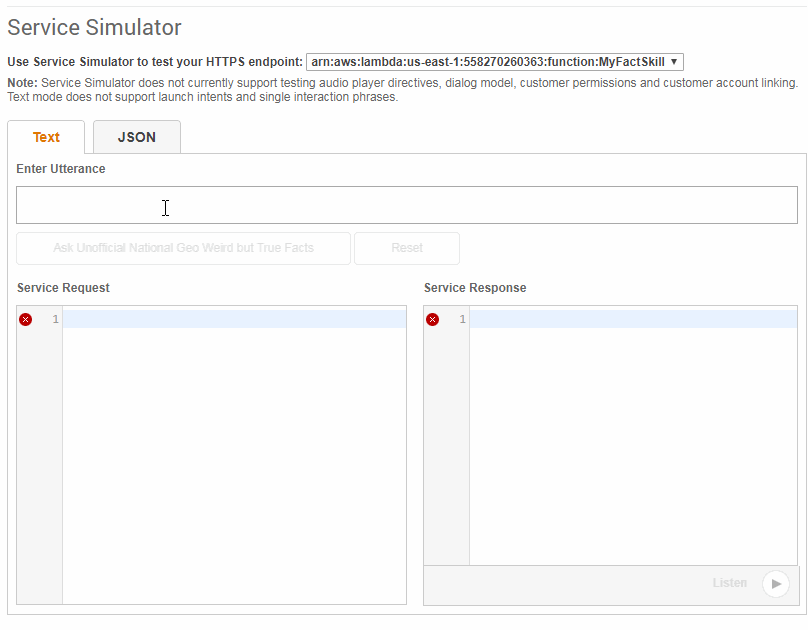 Service Simulator
Use Service Simulator to test your HTTPS endpoint: arn:aws:lambda:us-east-1:558270260363:function:MyFactSkill ▼
Note: Service Simulator does not currently support testing audio player directives, dialog model, customer permissions and customer account linking.
Text mode does not support launch intents and single interaction phrases.
Text JSON
Enter Utterance
Ask Unofficial National Geo Weird but True Facts Reset
Service Request Service Response
1 1
Listen